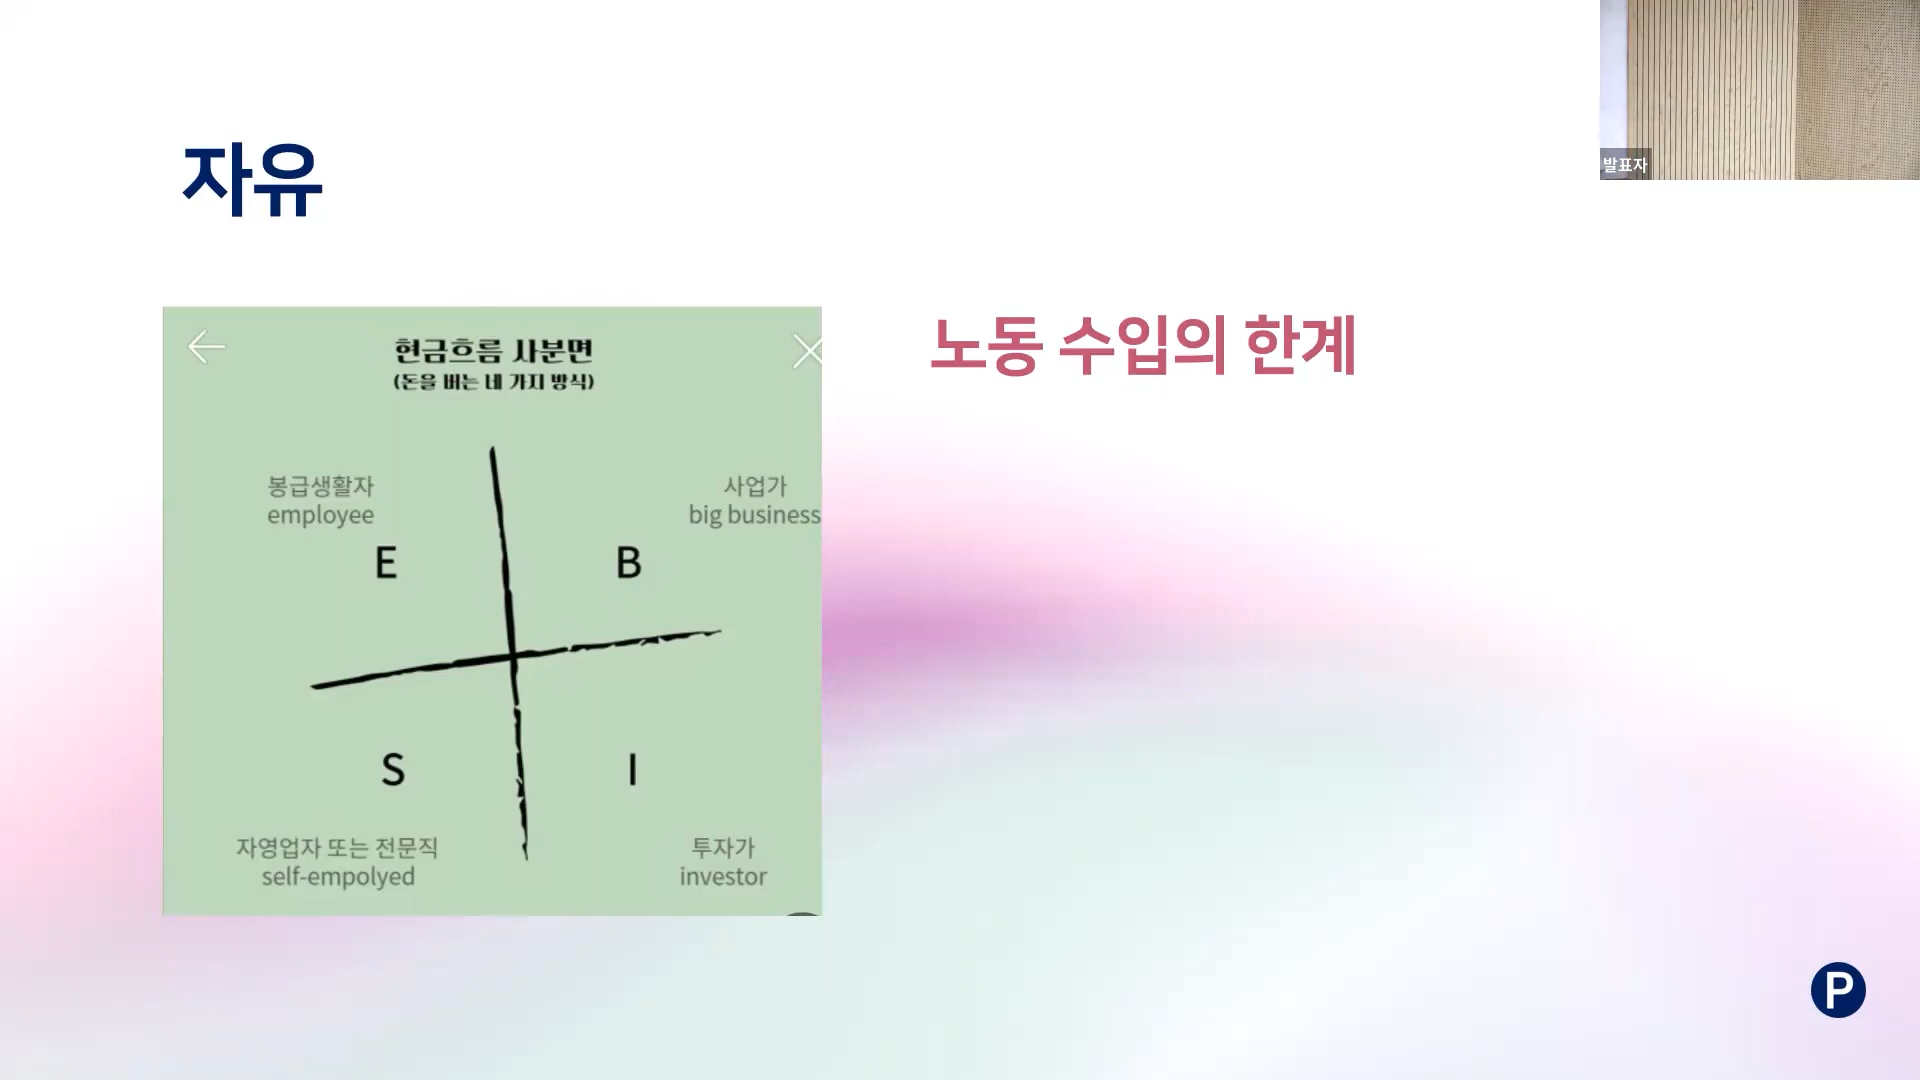 발표자
자유
노동 수입의 한계
현금흐름 사분면
(돈을 버는 네 가지 방식)
봉급생활자
employee
E
사업가
big business
B
S
자영업자 또는 전문직
self-empolyed
I
투자가
investor
P